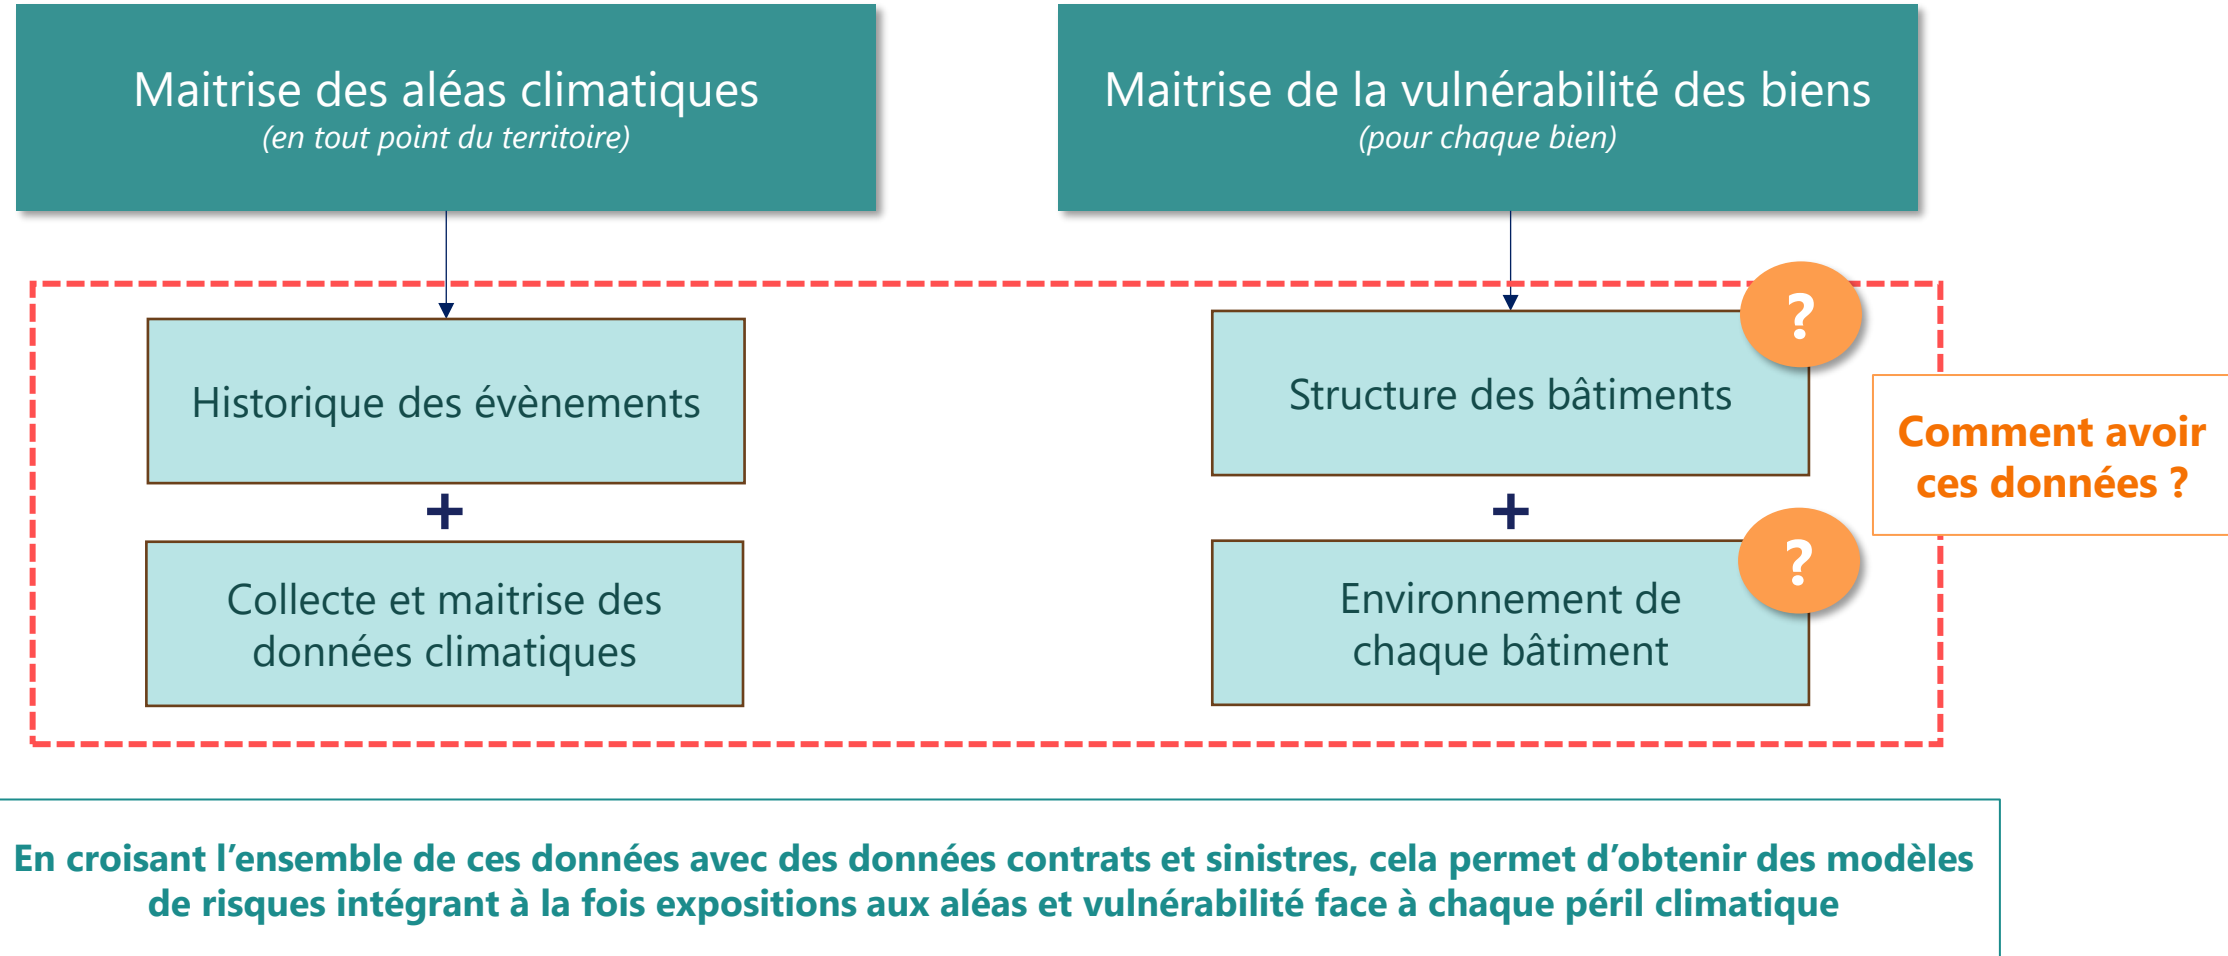 Maitrise des aléas climatiques
(en tout point du territoire)
Maitrise de la vulnérabilité des biens
(pour chaque bien)
Historique des évènements
+
Collecte et maitrise des
données climatiques
?
Structure des bâtiments
+
?
Environnement de
chaque bâtiment
Comment avoir
ces données ?
En croisant l’ensemble de ces données avec des données contrats et sinistres, cela permet d’obtenir des modèles
de risques intégrant à la fois expositions aux aléas et vulnérabilité face à chaque péril climatique